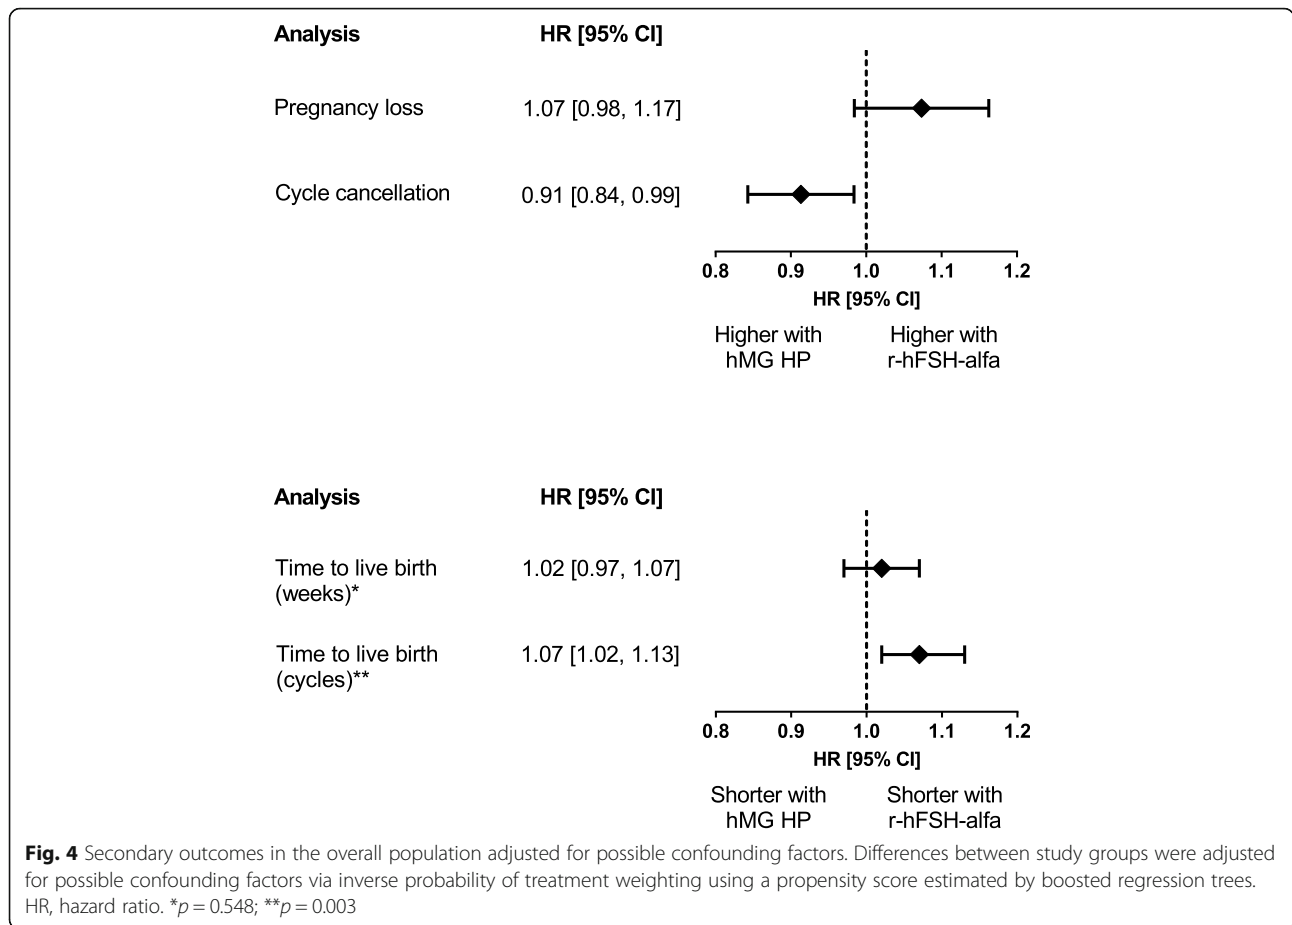 Analysis HR [95% CI]
Pregnancy loss 1.07 [0.98, 1.17]
Cycle cancellation 0.91 [0.84, 0.99]
0.8 0.9 1.0 1.1 1.2
HR [95% CI]
Higher with Higher with
hMG HP r-hFSH-alfa
Analysis HR [95% CI]
Time to live birth 1.02 [0.97, 1.07]
(weeks)*
Time to live birth 1.07 [1.02, 1.13]
(cycles)**
0.8 0.9 1.0 1.1 1.2
HR [95% CI]
Shorter with Shorter with
hMG HP r-hFSH-alfa
Fig. 4 Secondary outcomes in the overall population adjusted for possible confounding factors. Differences between study groups were adjusted
for possible confounding factors via inverse probability of treatment weighting using a propensity score estimated by boosted regression trees.
HR, hazard ratio. *p = 0.548; **p = 0.003